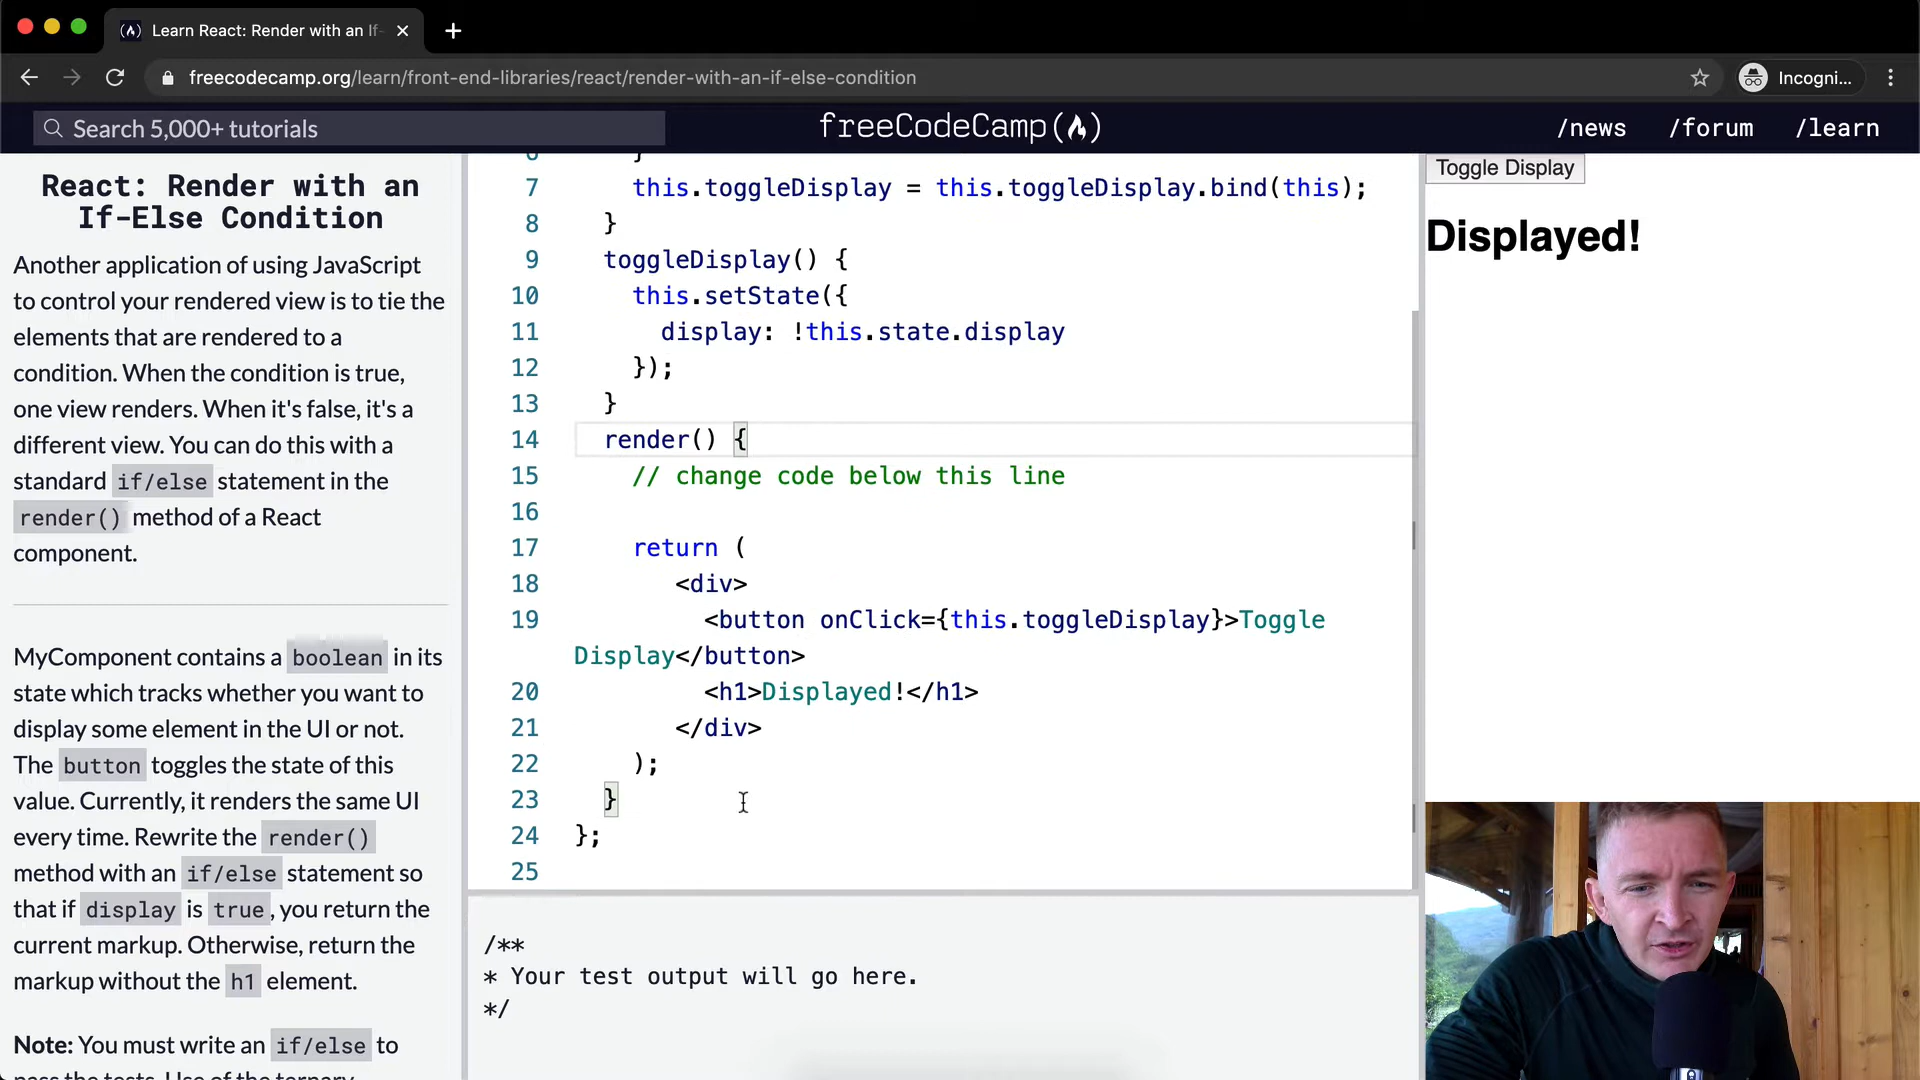 Learn React: Render with an If-
freecodecamp.org/learn/front-end-libraries/react/render-with-an-if-else-condition
Incogni...
Search 5,000+ tutorials
freeCodeCamp(🔥)
/news /forum /learn
React: Render with an
If-Else Condition
Another application of using JavaScript
to control your rendered view is to tie the
elements that are rendered to a
condition. When the condition is true,
one view renders. When it's false, it's a
different view. You can do this with a
standard if/else statement in the
render() method of a React
component.
MyComponent contains a boolean in its
state which tracks whether you want to
display some element in the UI or not.
The button toggles the state of this
value. Currently, it renders the same UI
every time. Rewrite the render()
method with an if/else statement so
that if display is true, you return the
current markup. Otherwise, return the
markup without the h1 element.
Note: You must write an if/else to
pass the tests. Use of the ternary
6 }
7 this.toggleDisplay = this.toggleDisplay.bind(this);
8 }
9 toggleDisplay() {
10 this.setState({
11 display: !this.state.display
12 });
13 }
14 render() {
15 // change code below this line
16
17 return (
18 <div>
19 <button onClick={this.toggleDisplay}>Toggle
Display</button>
20 <h1>Displayed!</h1>
21 </div>
22 );
23 }
24 };
25
/**
* Your test output will go here.
*/
Toggle Display
Displayed!